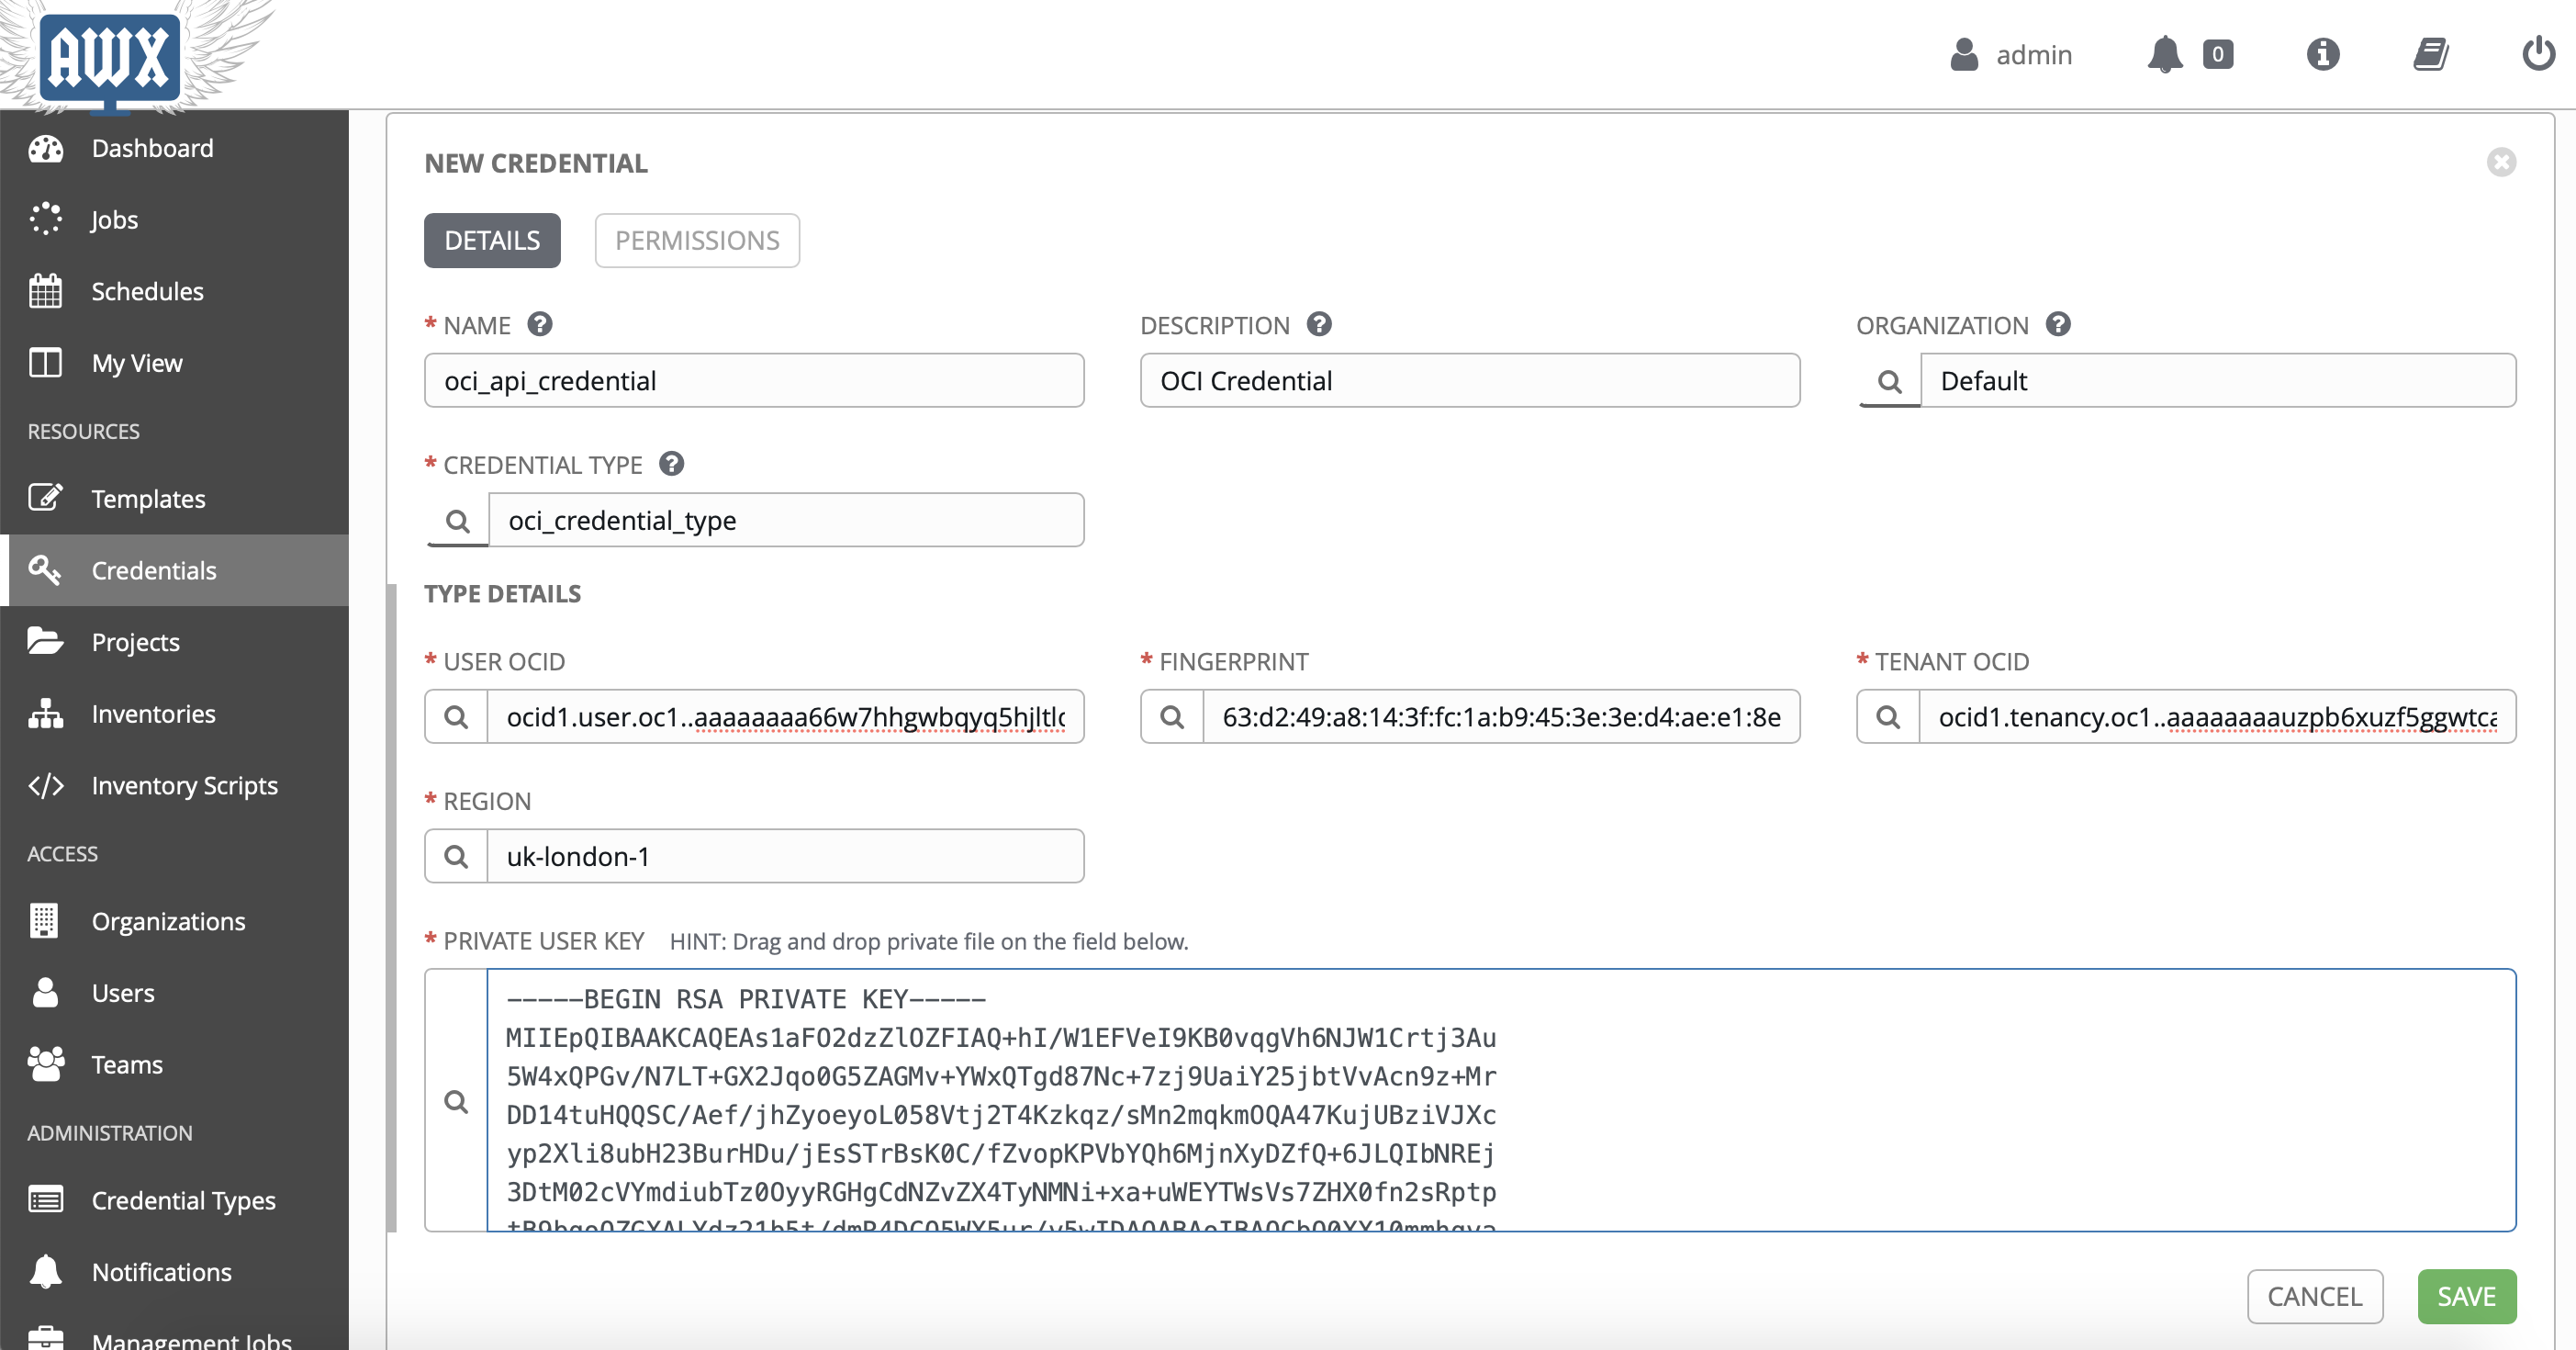 AWX
admin
0
Dashboard
Jobs
Schedules
My View
RESOURCES
Templates
Credentials
Projects
Inventories
Inventory Scripts
ACCESS
Organizations
Users
Teams
ADMINISTRATION
Credential Types
Notifications
Management Jobs
NEW CREDENTIAL
DETAILS
PERMISSIONS
* NAME
oci_api_credential
DESCRIPTION
OCI Credential
ORGANIZATION
Default
* CREDENTIAL TYPE
oci_credential_type
TYPE DETAILS
* USER OCID
ocid1.user.oc1..aaaaaaaa66w7hhgwbqyq5hjltlc
* FINGERPRINT
63:d2:49:a8:14:3f:fc:1a:b9:45:3e:3e:d4:ae:e1:8e
* TENANT OCID
ocid1.tenancy.oc1..aaaaaaaauzpb6xuzf5ggwtca
* REGION
uk-london-1
* PRIVATE USER KEY HINT: Drag and drop private file on the field below.
-----BEGIN RSA PRIVATE KEY-----
MIIEpQIBAAKCAQEAs1aFO2dzZlOZFIAQ+hI/W1EFVeI9KB0vqgVh6NJW1Crtj3Au
5W4xQPGv/N7LT+GX2Jqo0G5ZAGMv+YWxQTgd87Nc+7zj9UaiY25jbtVvAcn9z+Mr
DD14tuHQQSC/Aef/jhZyoeyoL058Vtj2T4Kzkqz/sMn2mqkmOQA47KujUBziVJXc
yp2Xli8ubH23BurHDu/jEsSTrBsK0C/fZvopKPVbYQh6MjnXyDZfQ+6JLQIbNREj
3DtM02cVYmdiubTz0OyyRGHgCdNZvZX4TyNMNi+xa+uWEYTWsVs7ZHX0fn2sRptp
CANCEL
SAVE